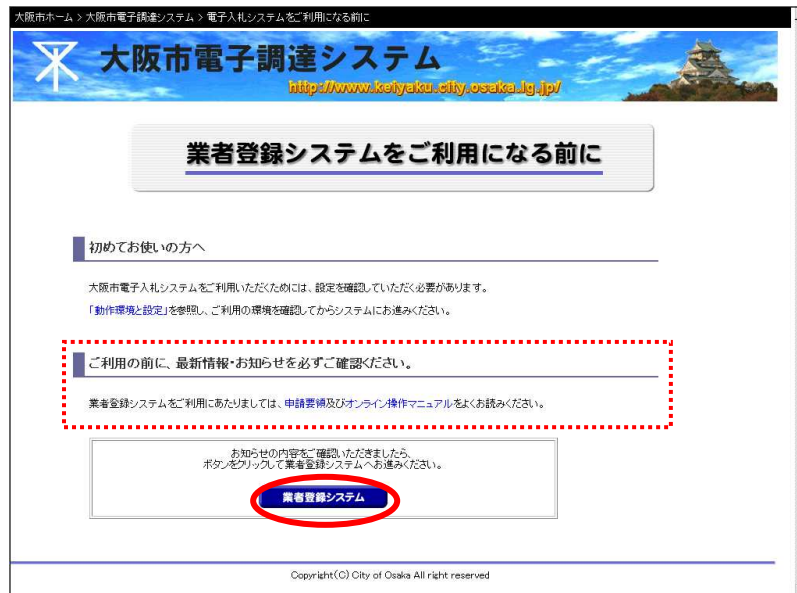 大阪市ホーム > 大阪市電子調達システム > 電子入札システムをご利用になる前に
大阪市電子調達システム
http://www.keiyaku.city.osaka.lg.jp/
業者登録システムをご利用になる前に
初めてお使いの方へ
大阪市電子入札システムをご利用いただくためには、設定を確認していただく必要があります。
「動作環境と設定」を参照し、ご利用の環境を確認してからシステムにお進みください。
ご利用の前に、最新情報・お知らせを必ずご確認ください。
業者登録システムをご利用にあたりましては、申請要領及びオンライン操作マニュアルをよくお読みください。
お知らせの内容をご確認いただきましたら、
ボタンをクリックして業者登録システムへお進みください。
業者登録システム
Copyright(C) City of Osaka All right reserved